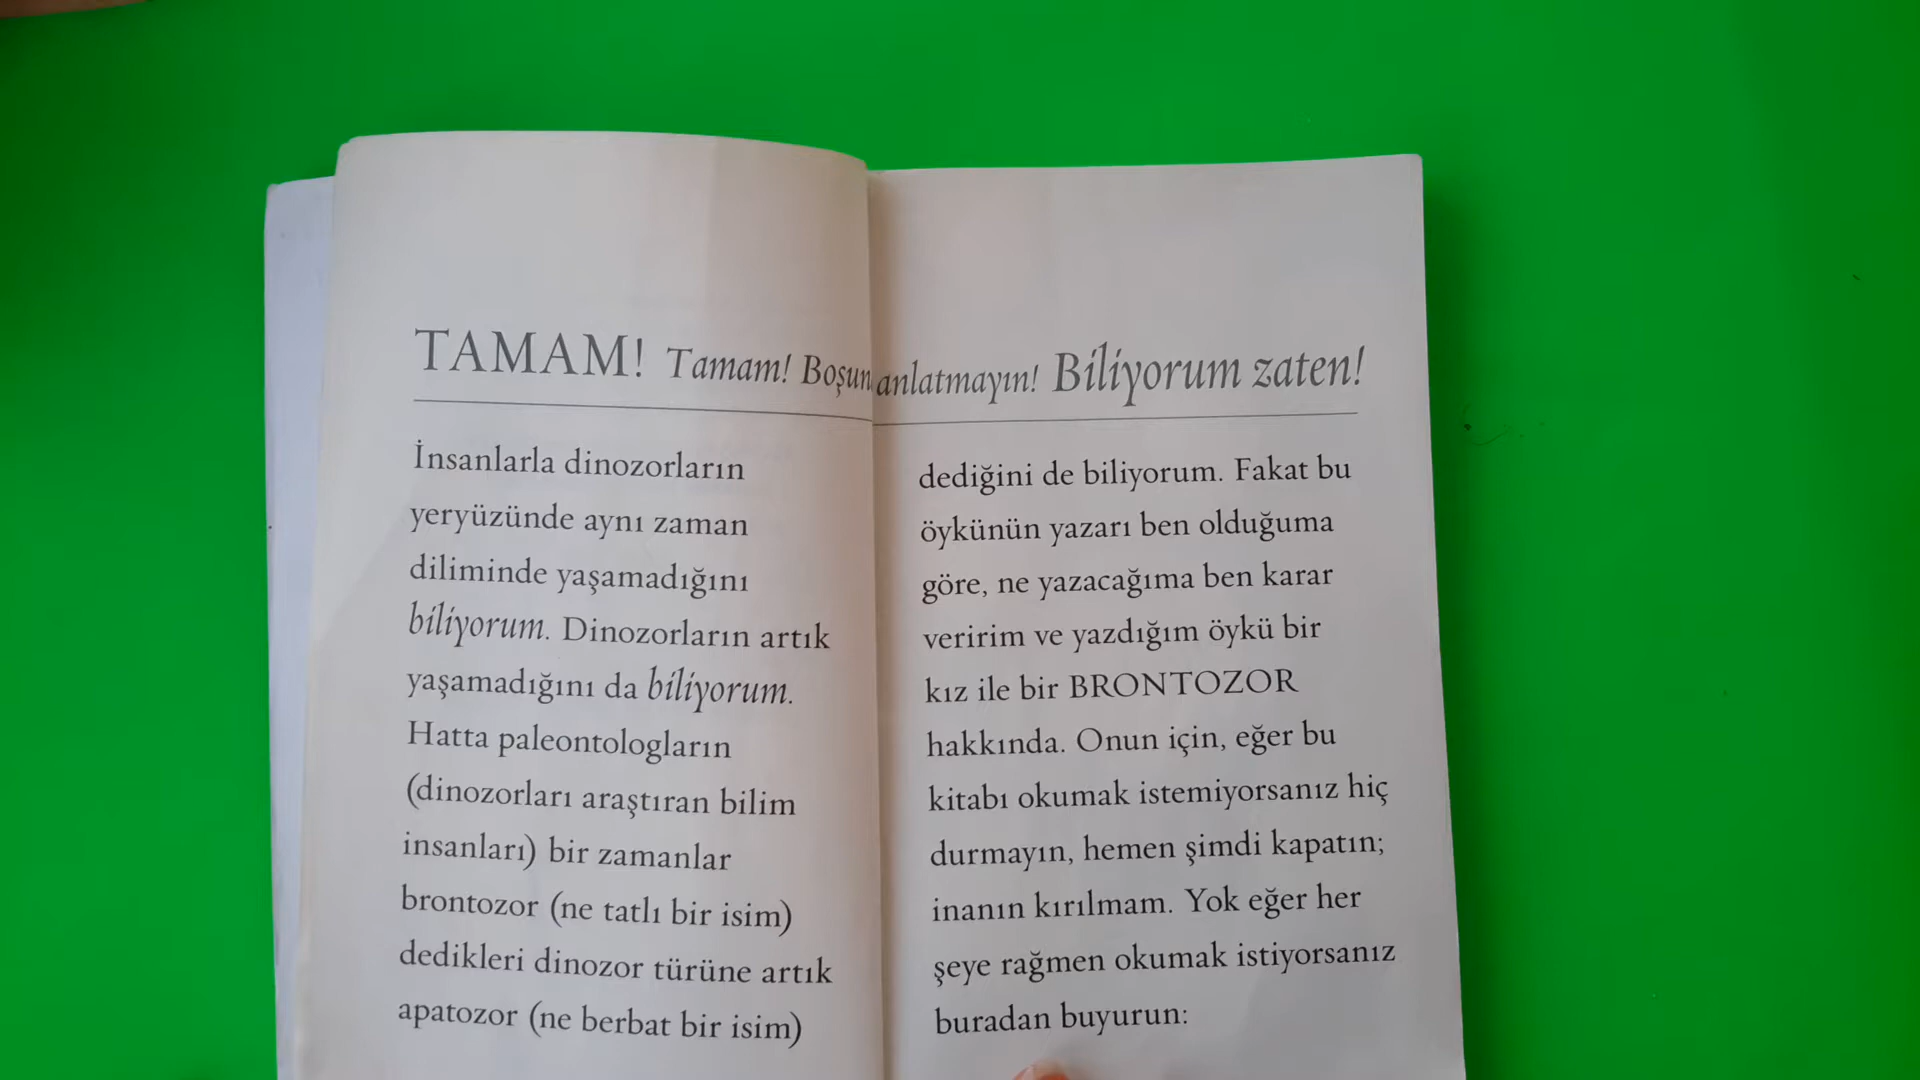 TAMAM! Tamam! Boşun anlatmayın! Biliyorum zaten!
İnsanlarla dinozorların
yeryüzünde aynı zaman
diliminde yaşamadığını
biliyorum. Dinozorların artık
yaşamadığını da biliyorum.
Hatta paleontologların
(dinozorları araştıran bilim
insanları) bir zamanlar
brontozor (ne tatlı bir isim)
dedikleri dinozor türüne artık
apatozor (ne berbat bir isim)
dediğini de biliyorum. Fakat bu
öykünün yazarı ben olduğuma
göre, ne yazacağıma ben karar
veririm ve yazdığım öykü bir
kız ile bir BRONTOZOR
hakkında. Onun için, eğer bu
kitabı okumak istemiyorsanız hiç
durmayın, hemen şimdi kapatın;
inanın kırılmam. Yok eğer her
şeye rağmen okumak istiyorsanız
buradan buyurun: